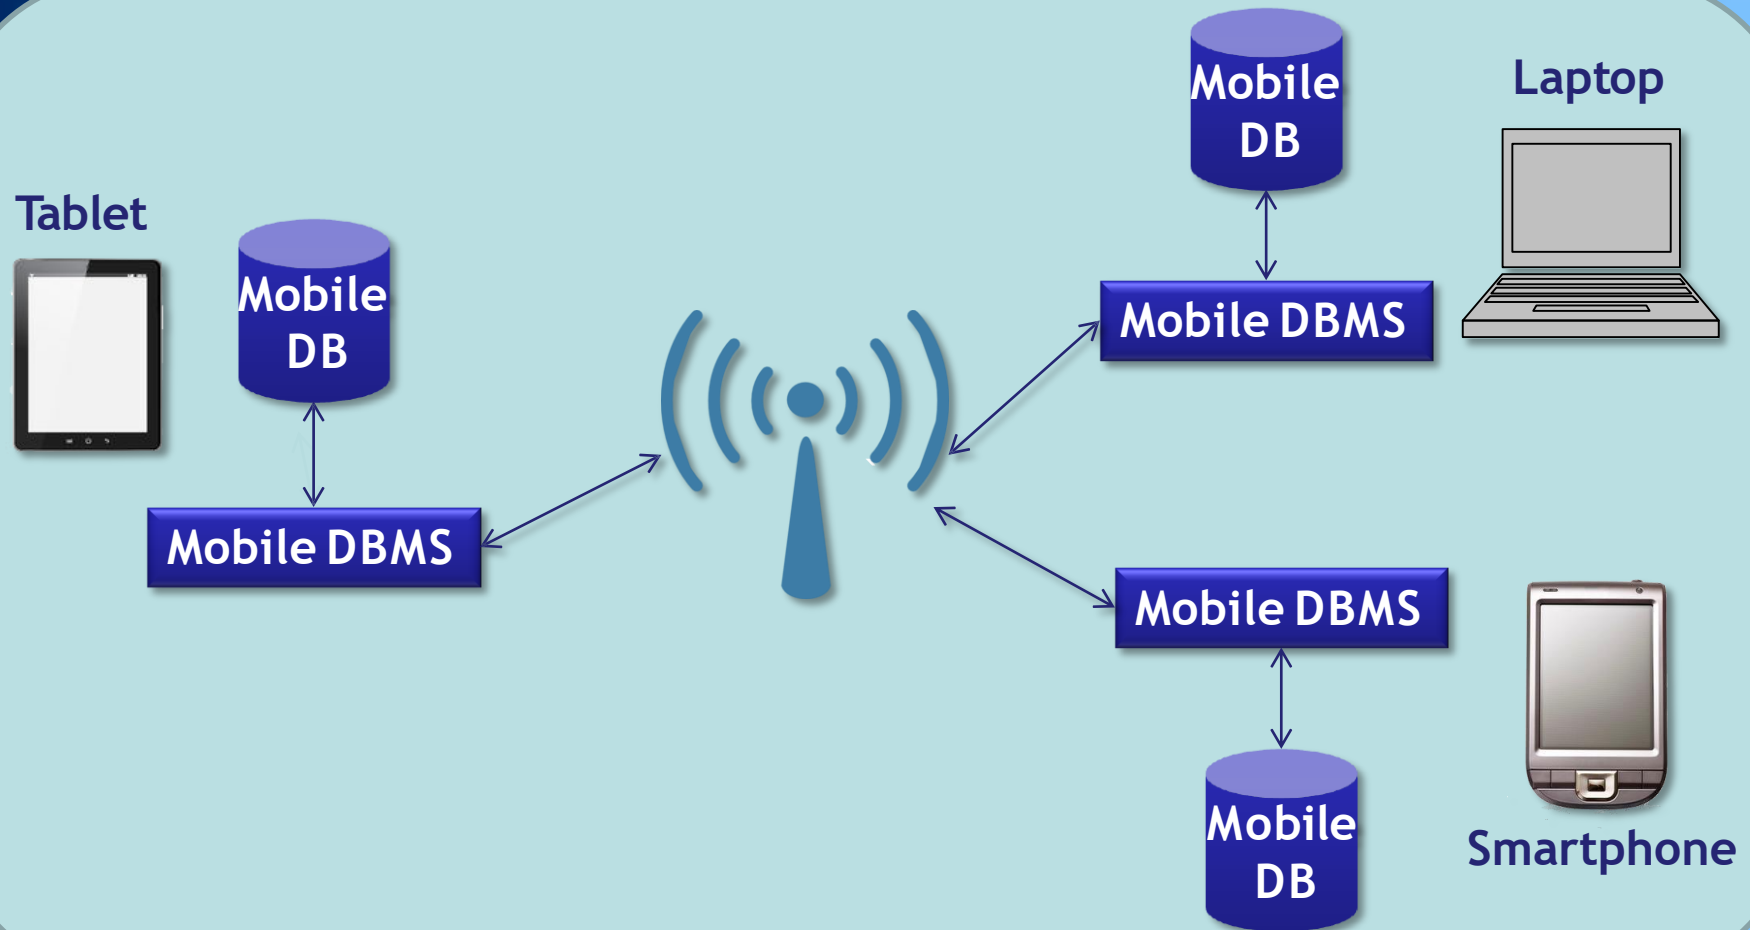 Tablet
Mobile
DB
Mobile DBMS
Mobile
DB
Laptop
Mobile DBMS
Mobile DBMS
Mobile
DB
Smartphone